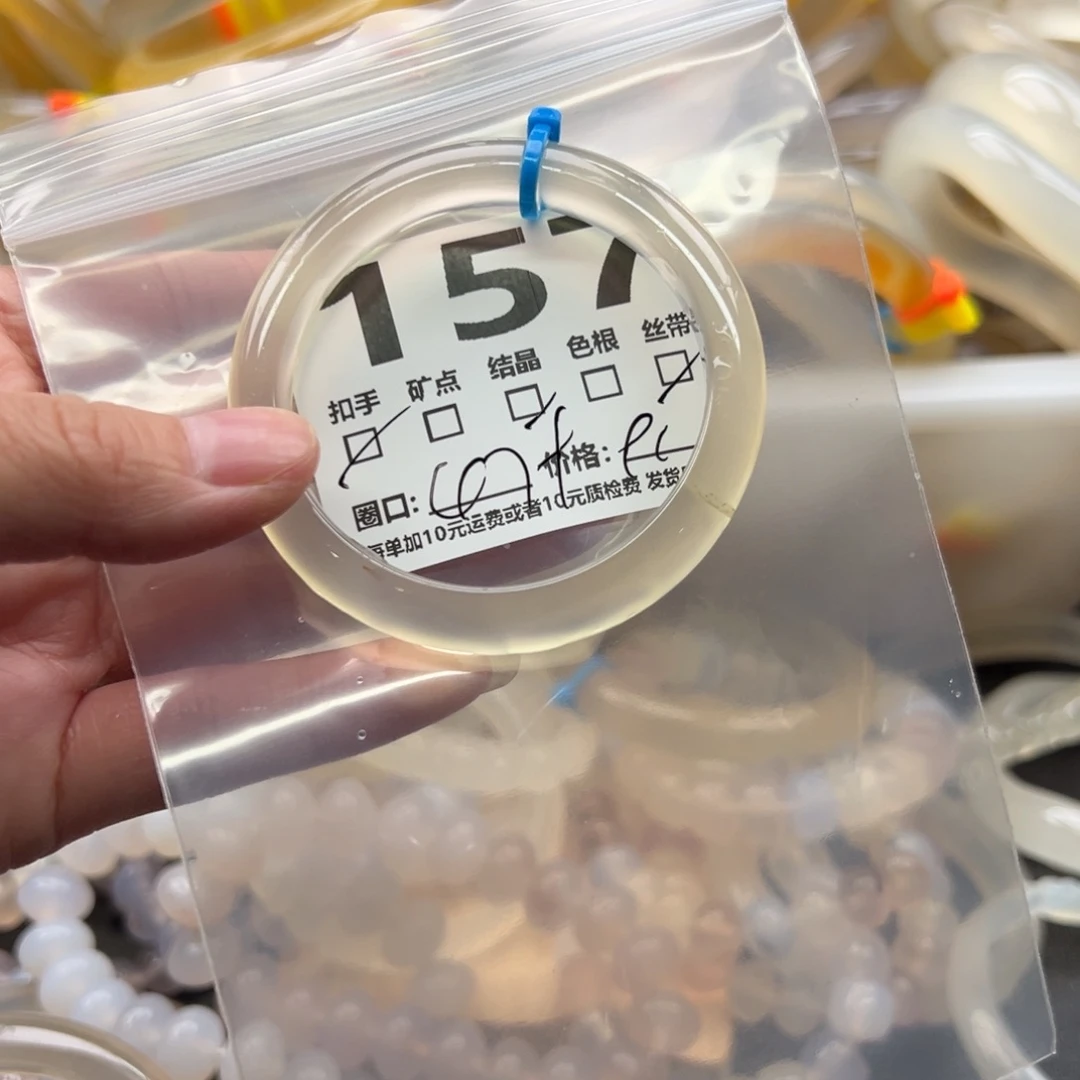 157
扣手 矿点 结晶 色根 丝带
圈口: 价格:
每单加10元运费或者10元质检费 发货